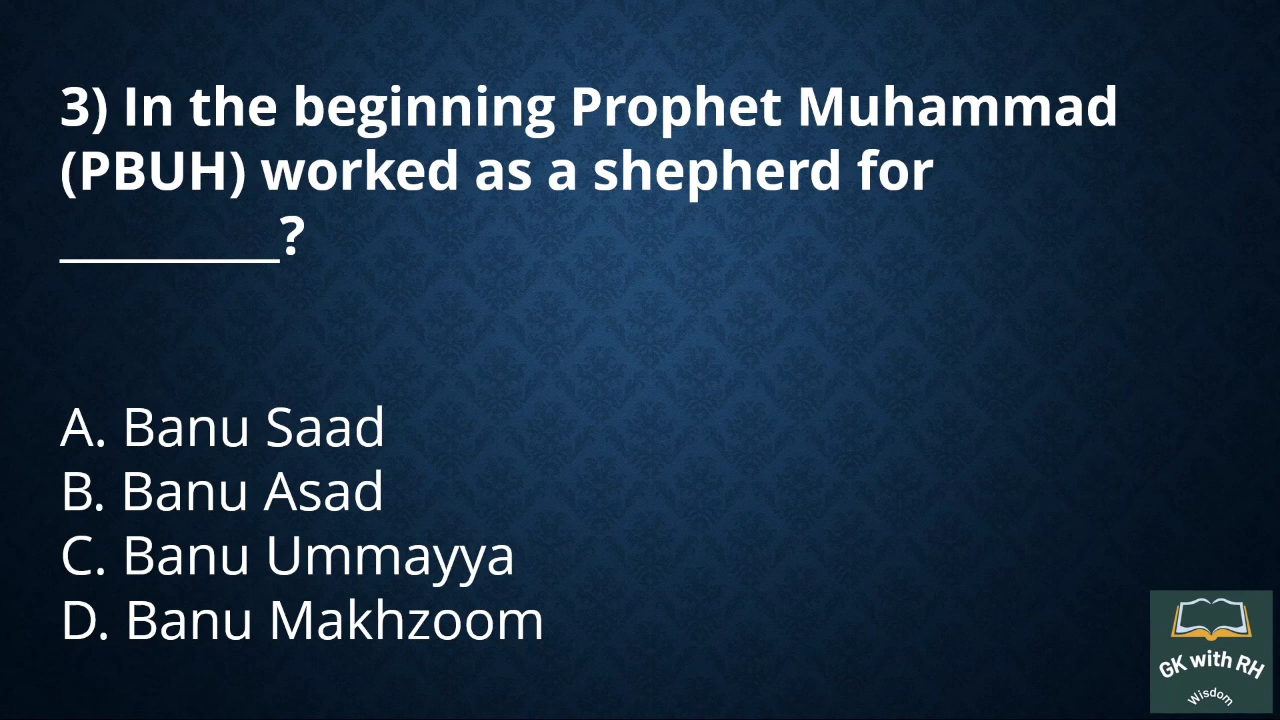 3) In the beginning Prophet Muhammad
(PBUH) worked as a shepherd for
__________?
A. Banu Saad
B. Banu Asad
C. Banu Ummayya
D. Banu Makhzoom
GK with RH
Wisdom